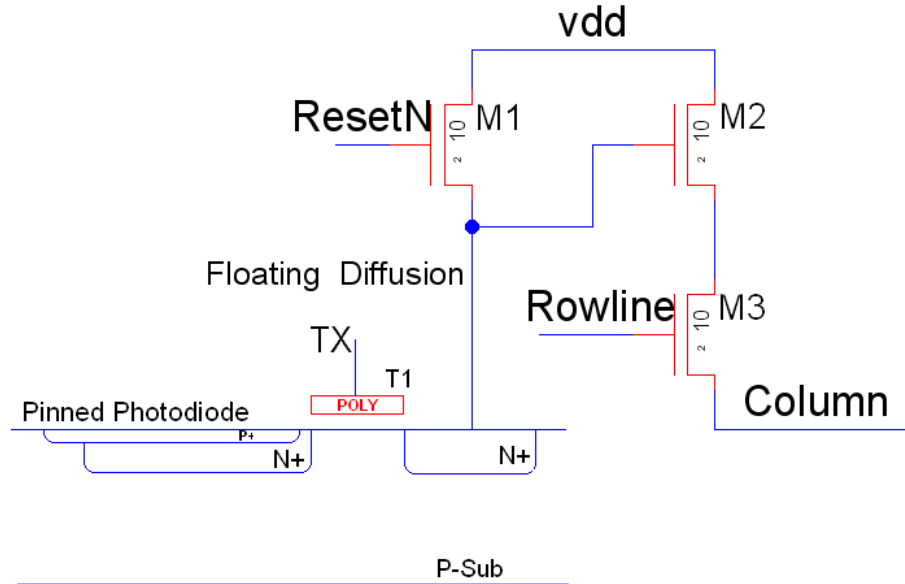 vdd
ResetN
M1
10
2
M2
10
2
Floating Diffusion
Rowline
M3
10
2
TX
T1
POLY
Column
Pinned Photodiode
P+
N+
N+
P-Sub